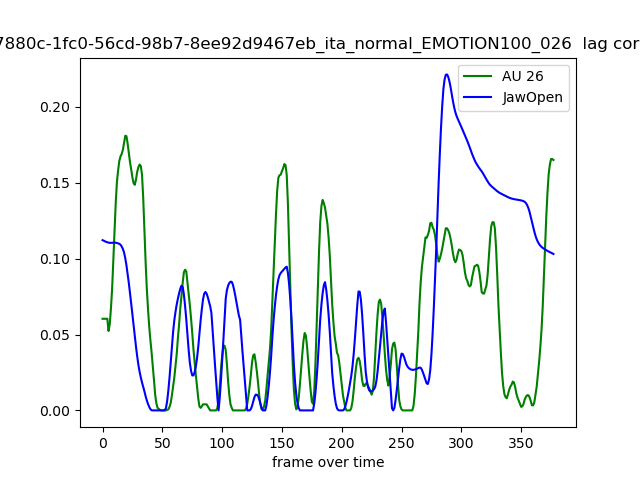 7880c-1fc0-56cd-98b7-8ee92d9467eb_ita_normal_EMOTION100_026 lag cor
AU 26
JawOpen
0.20
0.15
0.10
0.05
0.00
0 50 100 150 200 250 300 350
frame over time